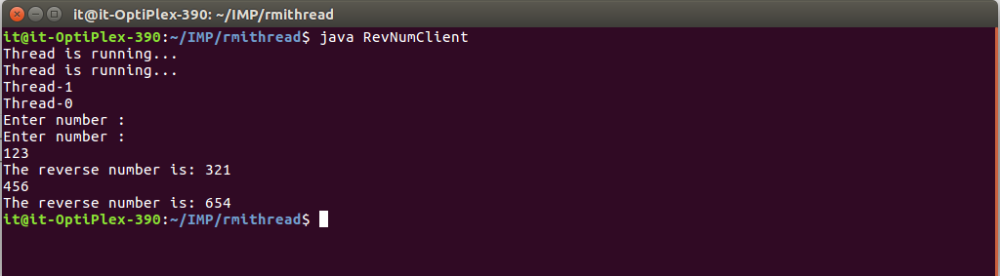 it@it-OptiPlex-390: ~/IMP/rmithread
it@it-OptiPlex-390:~/IMP/rmithread$ java RevNumClient
Thread is running...
Thread is running...
Thread-1
Thread-0
Enter number :
Enter number :
123
The reverse number is: 321
456
The reverse number is: 654
it@it-OptiPlex-390:~/IMP/rmithread$